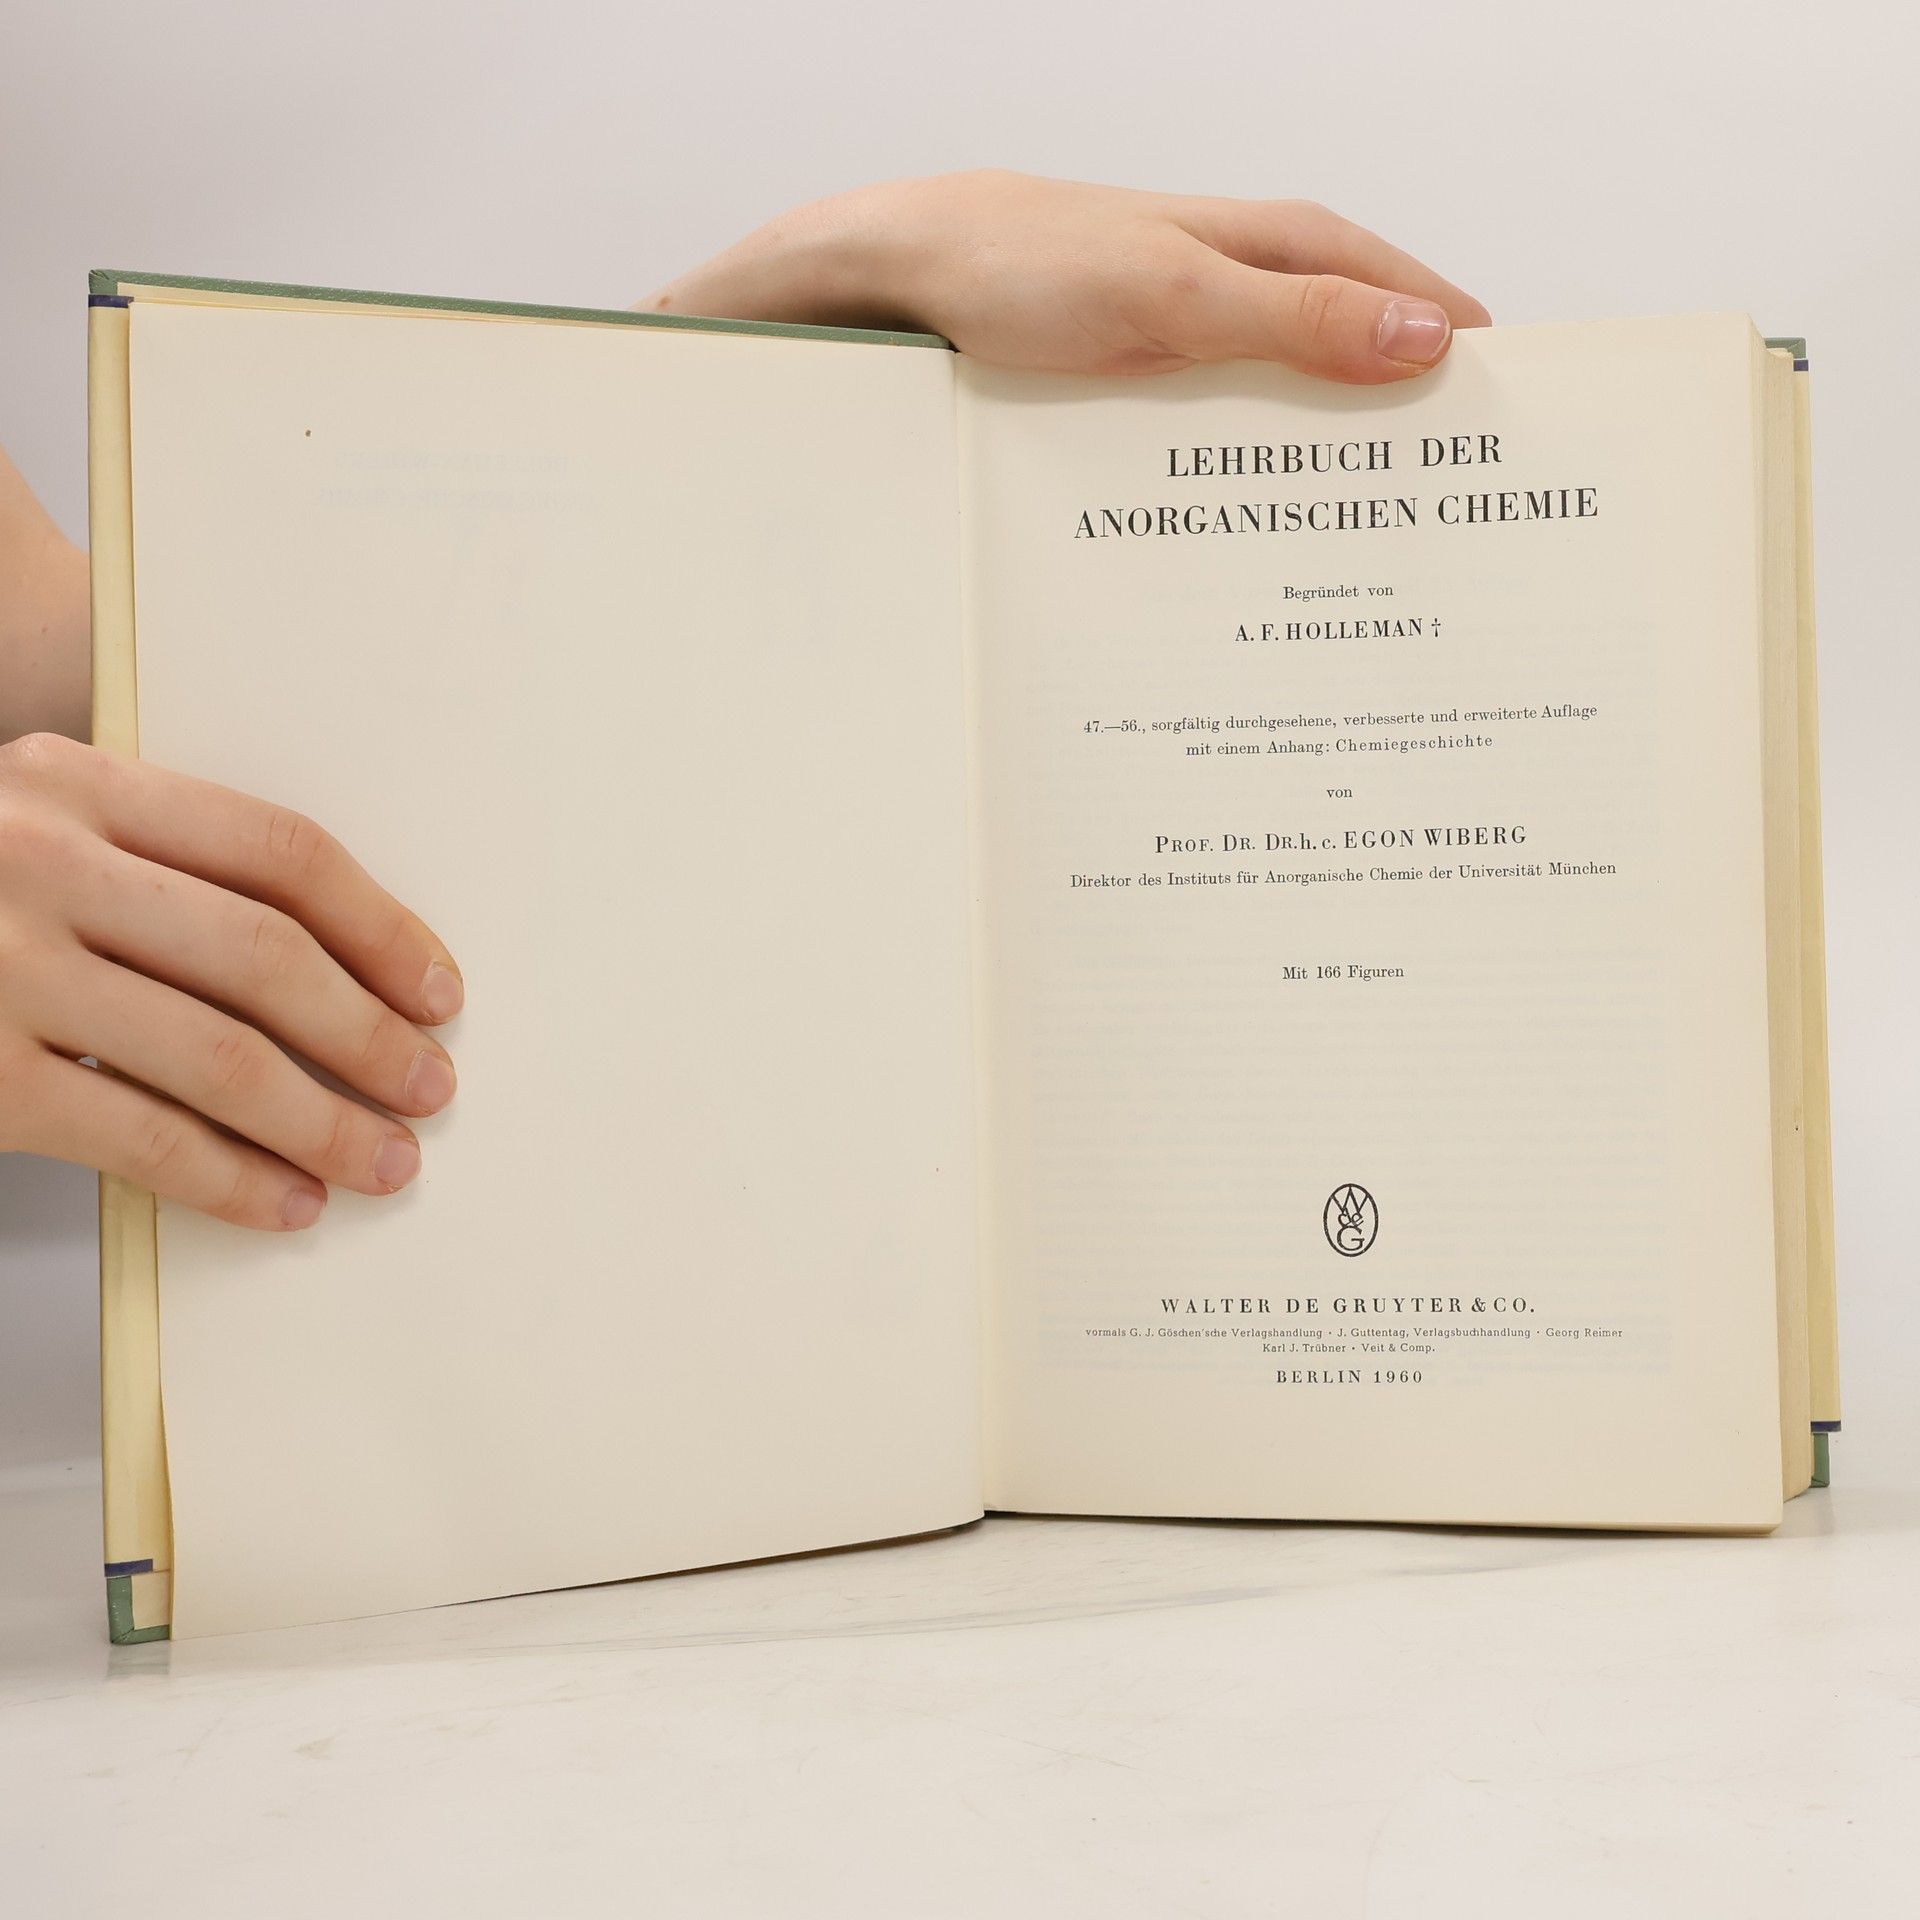 LEHRBUCH DER
ANORGANISCHEN CHEMIE
Begründet von
A. F. HOLLEMAN †
47.—56., sorgfältig durchgesehene, verbesserte und erweiterte Auflage
mit einem Anhang: Chemiegeschichte
von
PROF. DR. DR. h. c. EGON WIBERG
Direktor des Instituts für Anorganische Chemie der Universität München
Mit 166 Figuren
W de G
WALTER DE GRUYTER & CO.
vormals G. J. Göschen'sche Verlagshandlung · J. Guttentag, Verlagsbuchhandlung · Georg Reimer
Karl J. Trübner · Veit & Comp.
BERLIN 1960